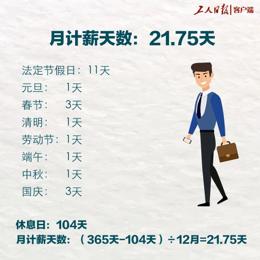 工人日报客户端
月计薪天数：21.75天
法定节假日：11天
元旦： 1天
春节： 3天
清明： 1天
劳动节：1天
端午： 1天
中秋： 1天
国庆： 3天
休息日：104天
月计薪天数：（365天-104天）÷12月=21.75天